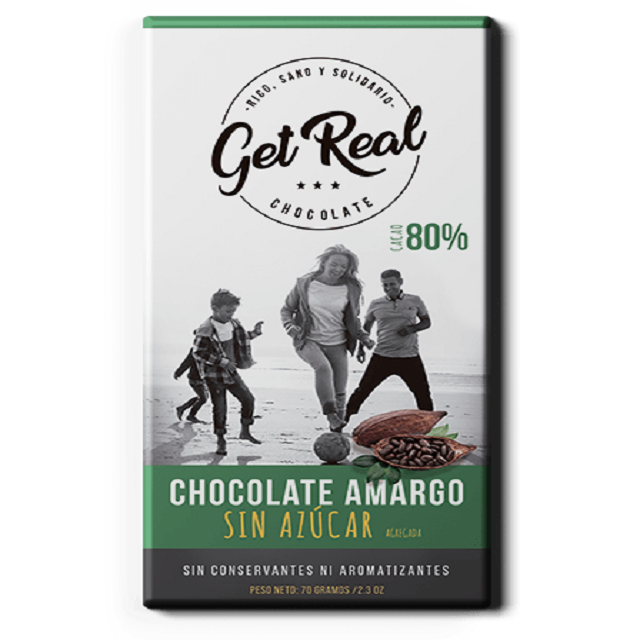 ·RICO, SANO Y SOLIDARIO·
Get Real
CHOCOLATE
CACAO 80%
CHOCOLATE AMARGO
SIN AZÚCAR AGREGADA
SIN CONSERVANTES NI AROMATIZANTES
PESO NETO: 70 GRAMOS /2.3 OZ